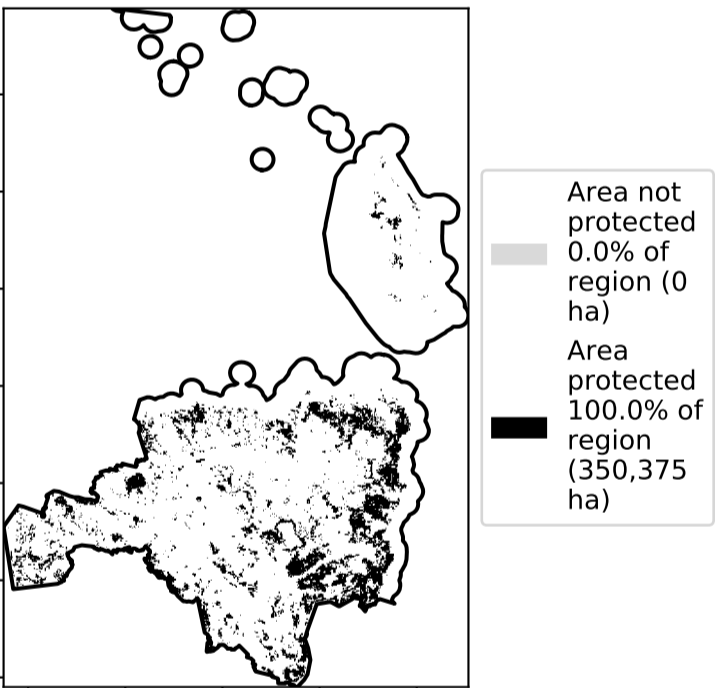 Area not
protected
0.0% of
region (0
ha)
Area
protected
100.0% of
region
(350,375
ha)